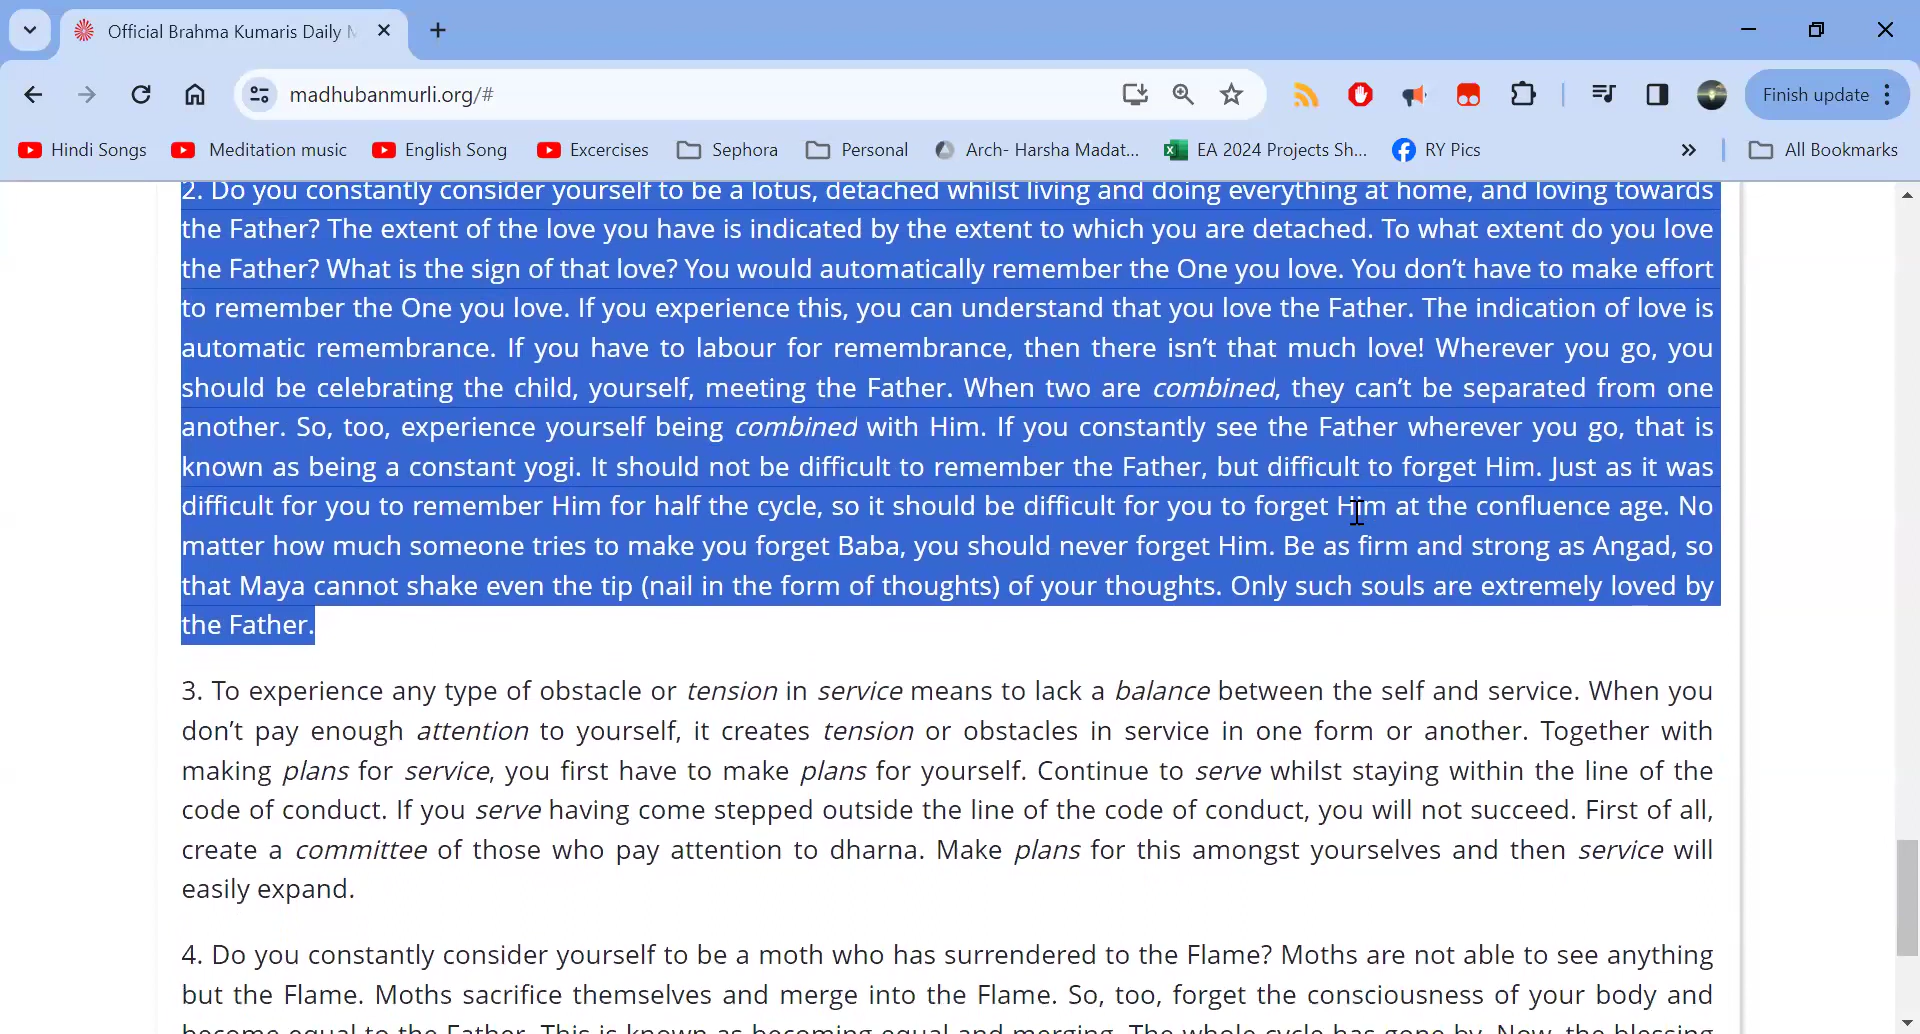 Official Brahma Kumaris Daily M
madhubanmurli.org/#
Finish update
Hindi Songs
Meditation music
English Song
Excercises
Sephora
Personal
Arch- Harsha Madat...
EA 2024 Projects Sh...
RY Pics
»
All Bookmarks
2. Do you constantly consider yourself to be a lotus, detached whilst living and doing everything at home, and loving towards
the Father? The extent of the love you have is indicated by the extent to which you are detached. To what extent do you love
the Father? What is the sign of that love? You would automatically remember the One you love. You don’t have to make effort
to remember the One you love. If you experience this, you can understand that you love the Father. The indication of love is
automatic remembrance. If you have to labour for remembrance, then there isn’t that much love! Wherever you go, you
should be celebrating the child, yourself, meeting the Father. When two are combined, they can’t be separated from one
another. So, too, experience yourself being combined with Him. If you constantly see the Father wherever you go, that is
known as being a constant yogi. It should not be difficult to remember the Father, but difficult to forget Him. Just as it was
difficult for you to remember Him for half the cycle, so it should be difficult for you to forget Him at the confluence age. No
matter how much someone tries to make you forget Baba, you should never forget Him. Be as firm and strong as Angad, so
that Maya cannot shake even the tip (nail in the form of thoughts) of your thoughts. Only such souls are extremely loved by
the Father.
3. To experience any type of obstacle or tension in service means to lack a balance between the self and service. When you
don’t pay enough attention to yourself, it creates tension or obstacles in service in one form or another. Together with
making plans for service, you first have to make plans for yourself. Continue to serve whilst staying within the line of the
code of conduct. If you serve having come stepped outside the line of the code of conduct, you will not succeed. First of all,
create a committee of those who pay attention to dharna. Make plans for this amongst yourselves and then service will
easily expand.
4. Do you constantly consider yourself to be a moth who has surrendered to the Flame? Moths are not able to see anything
but the Flame. Moths sacrifice themselves and merge into the Flame. So, too, forget the consciousness of your body and
become equal to the Father. This is known as becoming equal and merging. The whole cycle has gone by. Now, the blessing